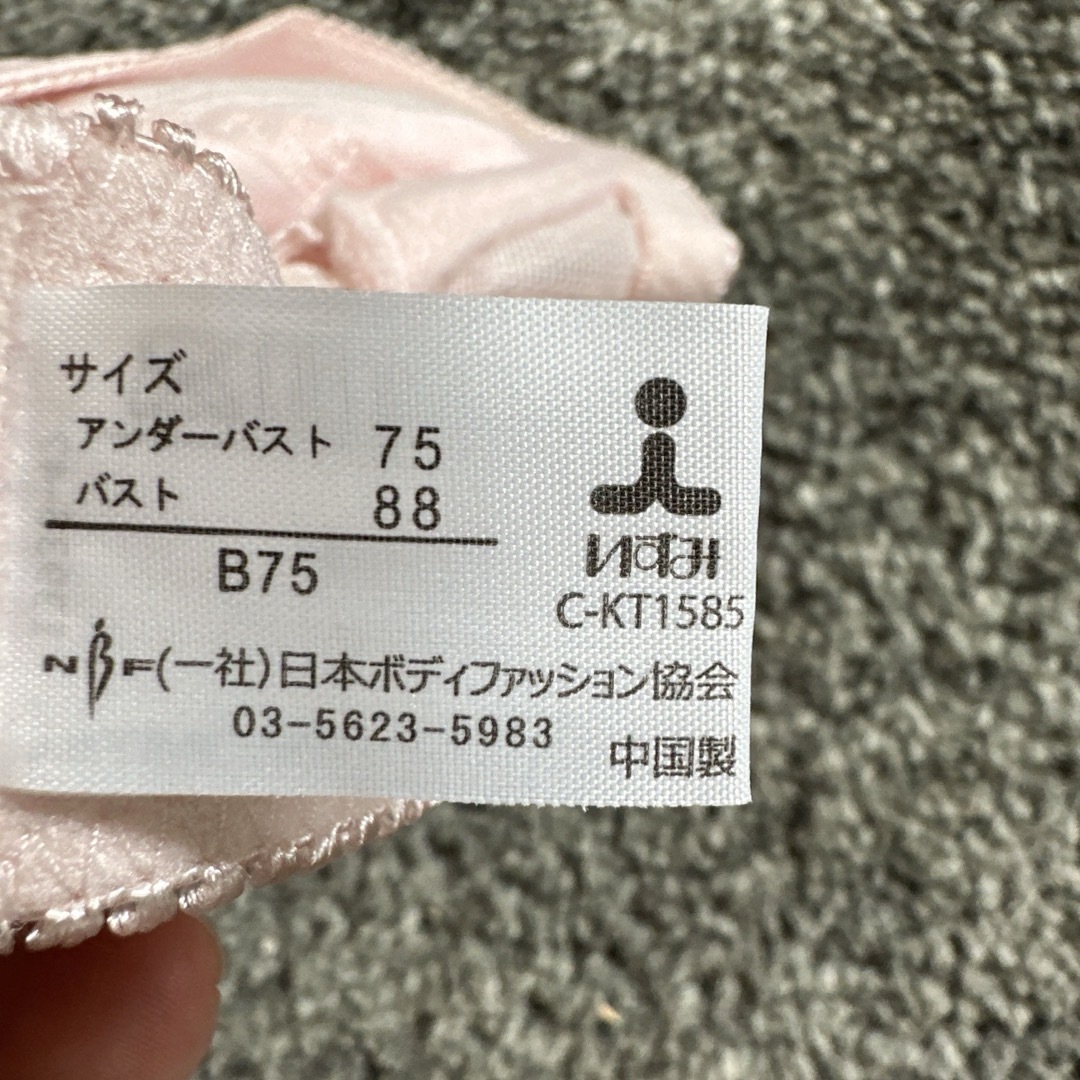 サイズ
アンダーバスト 75
バスト 88
B75
いずみ
C-KT1585
NBF(一社)日本ボディファッション協会
03-5623-5983
中国製